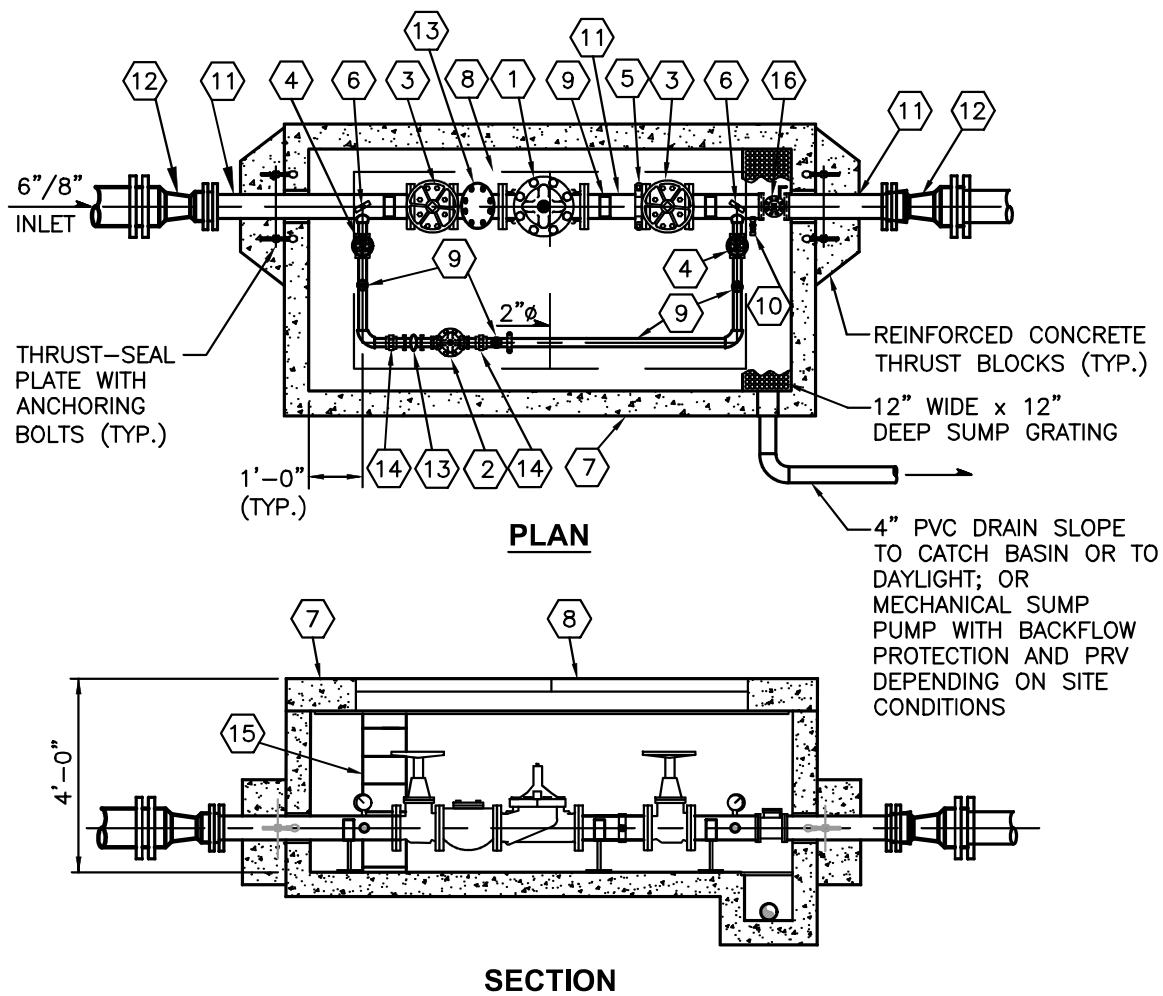 13
11
12
11
4
6
3
8
1
9
5
3
6
16
11
12
6"/8"
INLET
9
4
2"ø
9
10
THRUST–SEAL
PLATE WITH
ANCHORING
BOLTS (TYP.)
REINFORCED CONCRETE
THRUST BLOCKS (TYP.)
12" WIDE x 12"
DEEP SUMP GRATING
1'-0"
(TYP.)
14
13
2
14
7
PLAN
4" PVC DRAIN SLOPE
TO CATCH BASIN OR TO
DAYLIGHT; OR
MECHANICAL SUMP
PUMP WITH BACKFLOW
PROTECTION AND PRV
DEPENDING ON SITE
CONDITIONS
7
8
15
4'-0"
SECTION